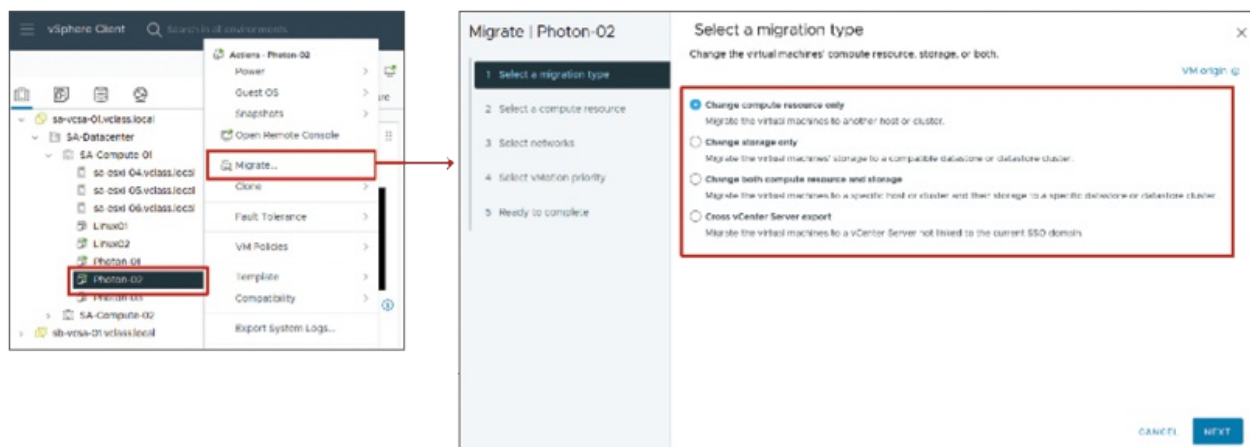 vSphere Client
Search in all environments
Actions - Photon-02
Power
Guest OS
Snapshots
Open Remote Console
Migrate...
Clone
Fault Tolerance
VM Policies
Template
Compatibility
Export System Logs...
sa-vcsa-01.vclass.local
SA-Datacenter
SA-Compute-01
sa-esxi-04.vclass.local
sa-esxi-05.vclass.local
sa-esxi-06.vclass.local
Linux01
Linux02
Photon-01
Photon-02
Photon-03
SA-Compute-02
sb-vcsa-01.vclass.local
Migrate | Photon-02
1 Select a migration type
2 Select a compute resource
3 Select networks
4 Select vMotion priority
5 Ready to complete
Select a migration type
Change the virtual machines' compute resource, storage, or both.
VM origin
Change compute resource only
Migrate the virtual machines to another host or cluster.
Change storage only
Migrate the virtual machines' storage to a compatible datastore or datastore cluster.
Change both compute resource and storage
Migrate the virtual machines to a specific host or cluster and their storage to a specific datastore or datastore cluster.
Cross vCenter Server export
Migrate the virtual machines to a vCenter Server not linked to the current SSO domain.
CANCEL
NEXT